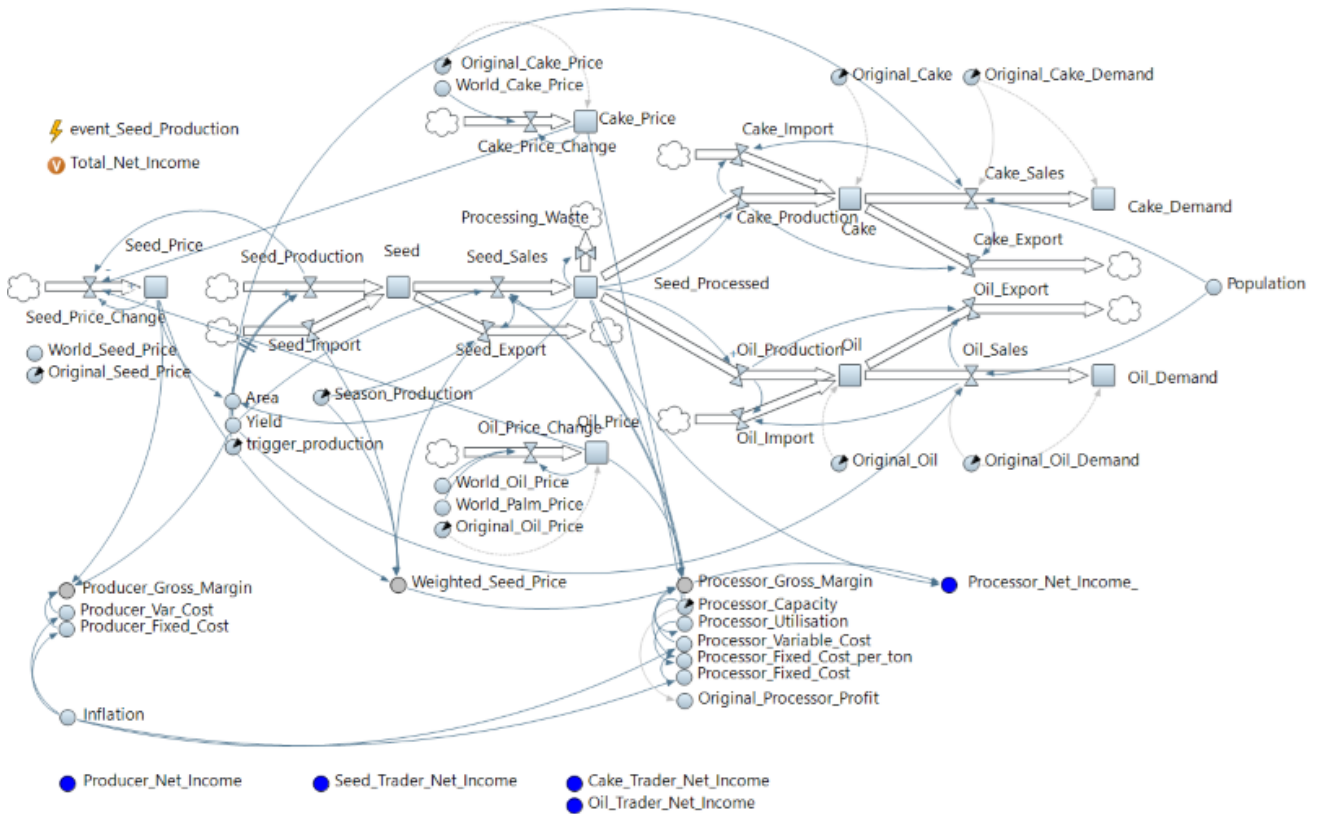 Original_Cake_Price
World_Cake_Price
Cake_Price
Cake_Price_Change
Original_Cake
Original_Cake_Demand
event_Seed_Production
Total_Net_Income
Cake_Import
Cake_Sales
Cake_Production
Cake
Cake_Demand
Cake_Export
Processing_Waste
Seed_Price
Seed_Production
Seed
Seed_Sales
Seed_Processed
Population
Seed_Price_Change
Seed_Import
Seed_Export
Oil_Export
World_Seed_Price
Original_Seed_Price
Oil_Production
Oil
Oil_Sales
Oil_Demand
Area
Season_Production
Yield
trigger_production
Oil_Price_Change
Oil_Price
Oil_Import
World_Oil_Price
World_Palm_Price
Original_Oil_Price
Original_Oil
Original_Oil_Demand
Producer_Gross_Margin
Producer_Var_Cost
Producer_Fixed_Cost
Weighted_Seed_Price
Processor_Gross_Margin
Processor_Net_Income_
Processor_Capacity
Processor_Utilisation
Processor_Variable_Cost
Processor_Fixed_Cost_per_ton
Processor_Fixed_Cost
Original_Processor_Profit
Inflation
Producer_Net_Income
Seed_Trader_Net_Income
Cake_Trader_Net_Income
Oil_Trader_Net_Income